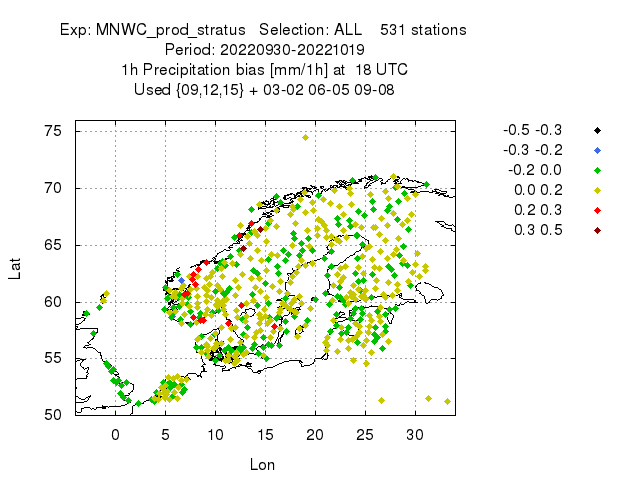 Exp: MNWC_prod_stratus   Selection: ALL    531 stations
Period: 20220930-20221019
1h Precipitation bias [mm/1h] at  18 UTC
Used {09,12,15} + 03-02 06-05 09-08
-0.5 -0.3
-0.3 -0.2
-0.2 0.0
0.0 0.2
0.2 0.3
0.3 0.5
75
70
65
60
55
50
Lat
0 5 10 15 20 25 30
Lon